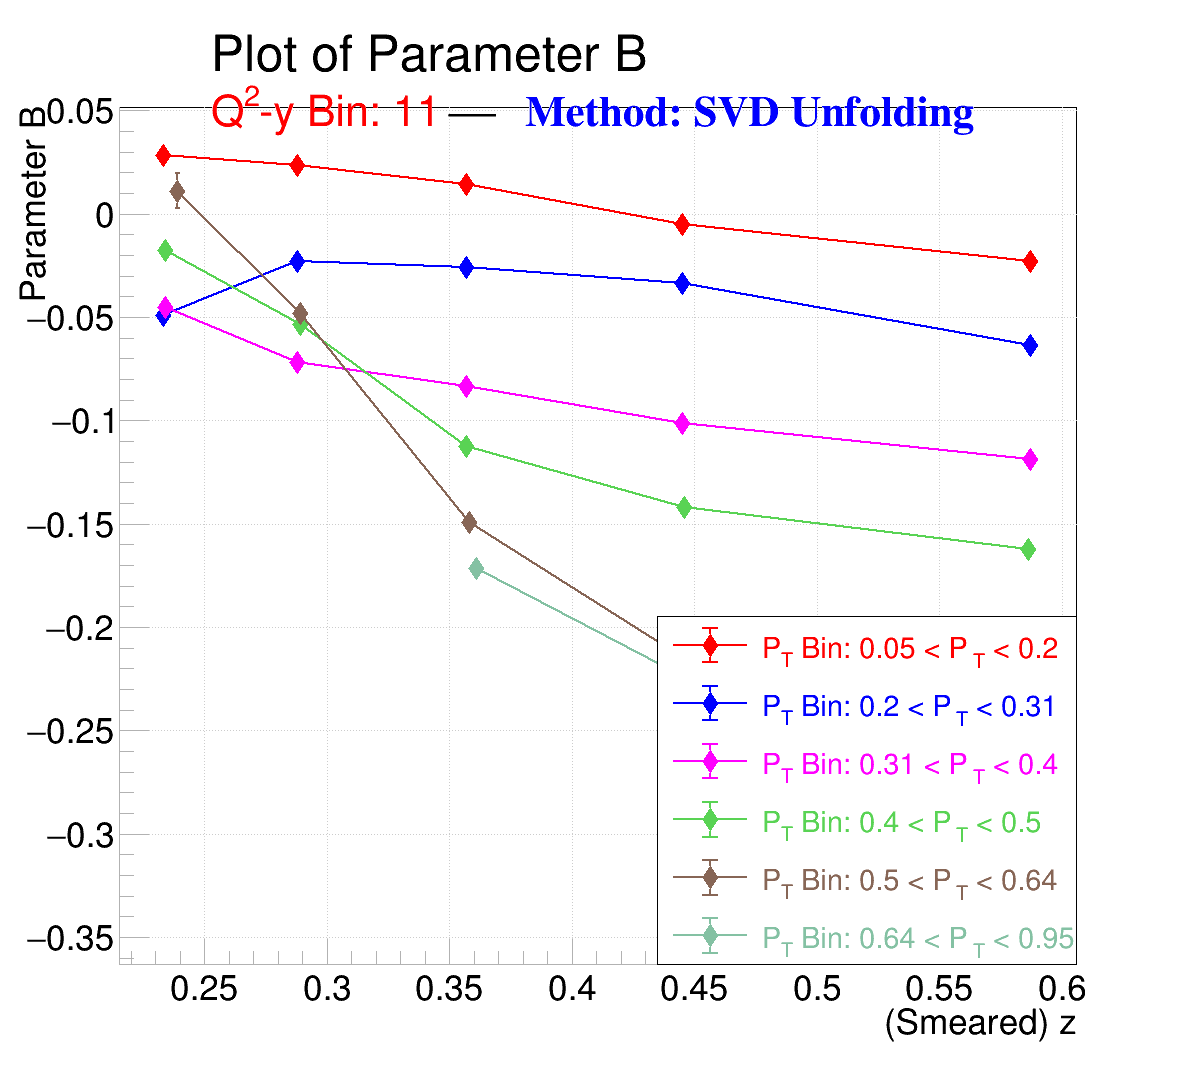 Plot of Parameter B
Q2-y Bin: 11 — Method: SVD Unfolding
Parameter B
0.05
0
−0.05
−0.1
−0.15
−0.2
−0.25
−0.3
−0.35
PT Bin: 0.05 < PT < 0.2
PT Bin: 0.2 < PT < 0.31
PT Bin: 0.31 < PT < 0.4
PT Bin: 0.4 < PT < 0.5
PT Bin: 0.5 < PT < 0.64
PT Bin: 0.64 < PT < 0.95
0.25 0.3 0.35 0.4 0.45 0.5 0.55 0.6
(Smeared) z